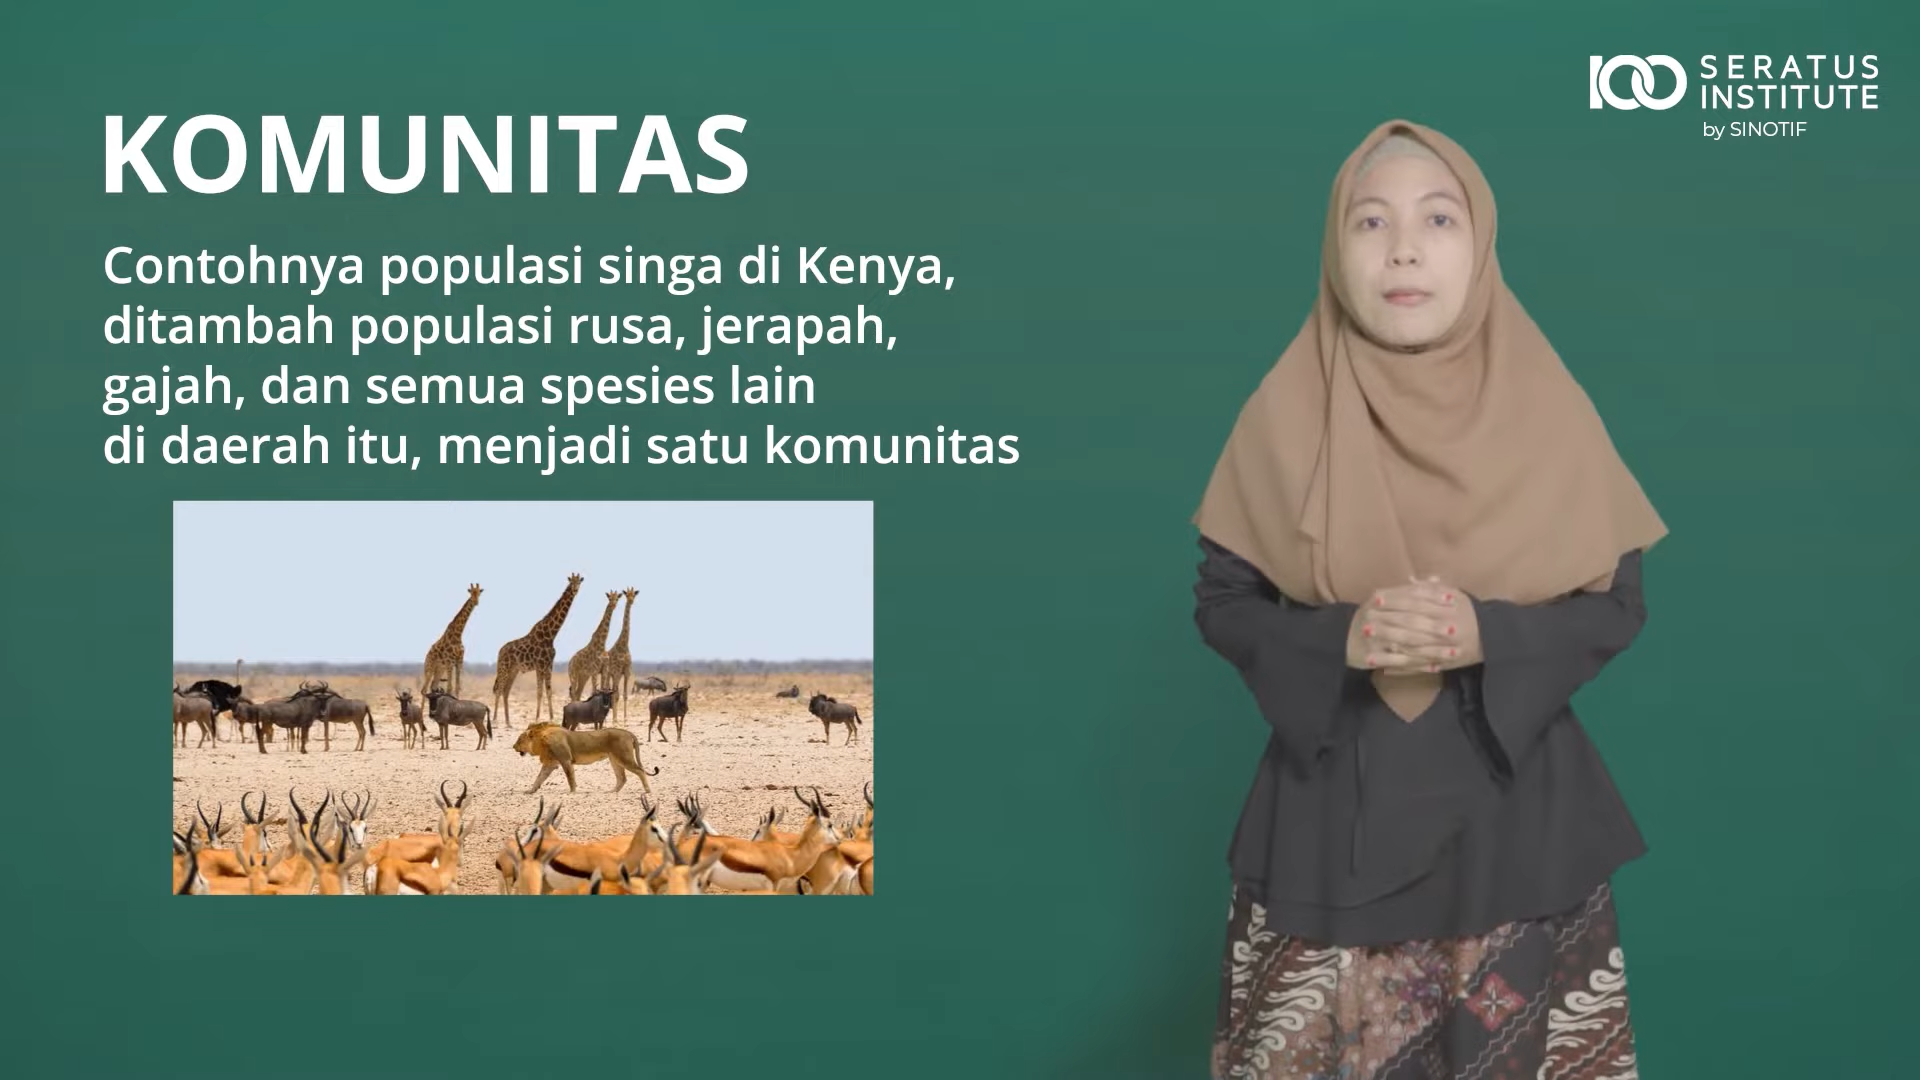 KOMUNITAS
Contohnya populasi singa di Kenya,
ditambah populasi rusa, jerapah,
gajah, dan semua spesies lain
di daerah itu, menjadi satu komunitas
100 SERATUS
INSTITUTE
by SINOTIF